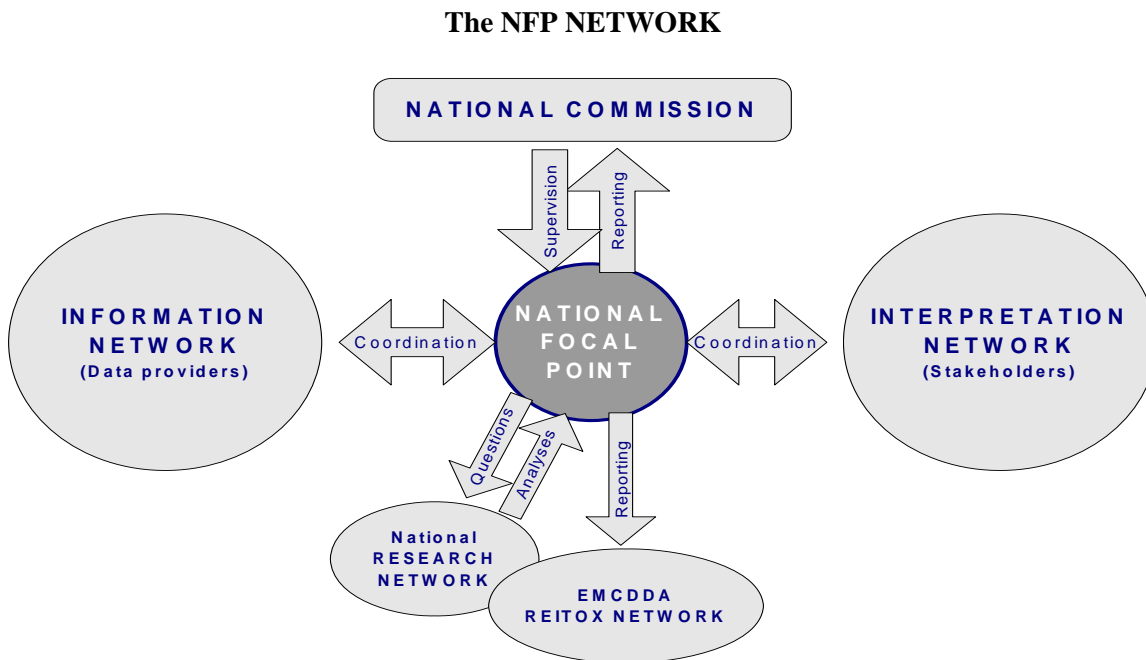 The NFP NETWORK
NATIONAL COMMISSION
Supervision
Reporting
INFORMATION
NETWORK
(Data providers)
Coordination
NATIONAL
FOCAL
POINT
Coordination
INTERPRETATION
NETWORK
(Stakeholders)
Questions
Analyses
Reporting
National
RESEARCH
NETWORK
EMCDDA
REITOX NETWORK